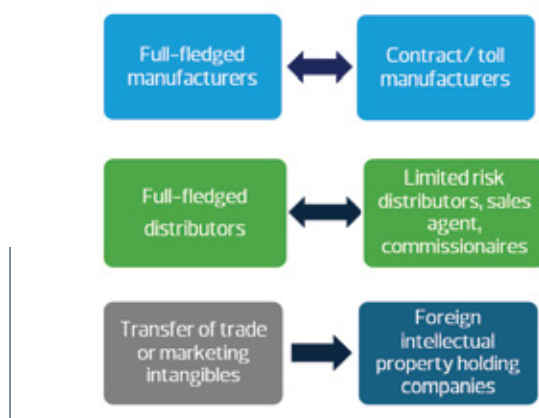 Full-fledged
manufacturers
Contract/ toll
manufacturers
Full-fledged
distributors
Limited risk
distributors, sales
agent,
commissionaires
Transfer of trade
or marketing
intangibles
Foreign
intellectual
property holding
companies